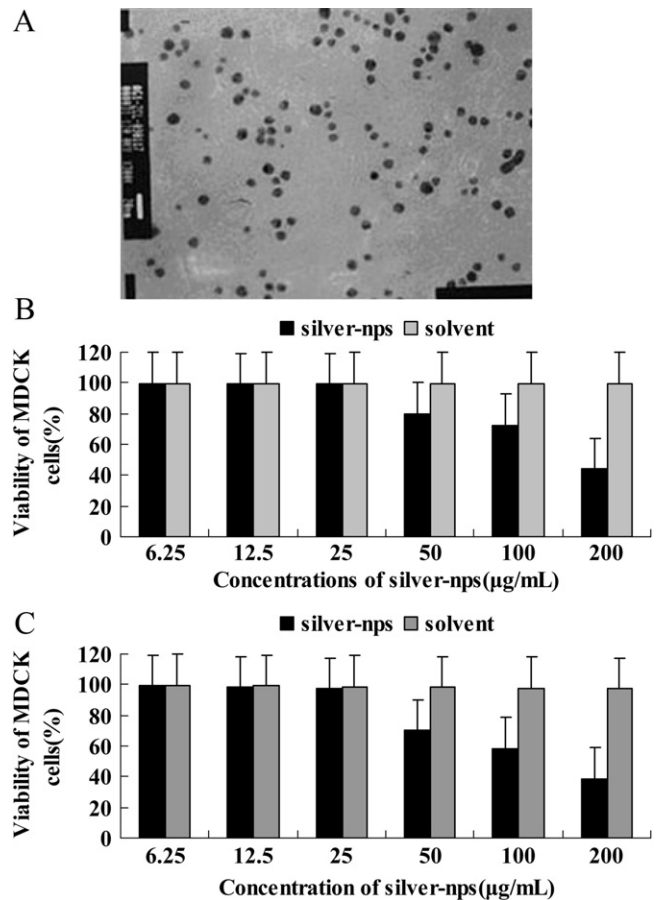 A
B
silver-nps solvent
Viability of MDCK
cells(%)
120
100
80
60
40
20
0
6.25 12.5 25 50 100 200
Concentrations of silver-nps(μg/mL)
C
silver-nps solvent
Viability of MDCK
cells(%)
120
100
80
60
40
20
0
6.25 12.5 25 50 100 200
Concentration of silver-nps(μg/mL)